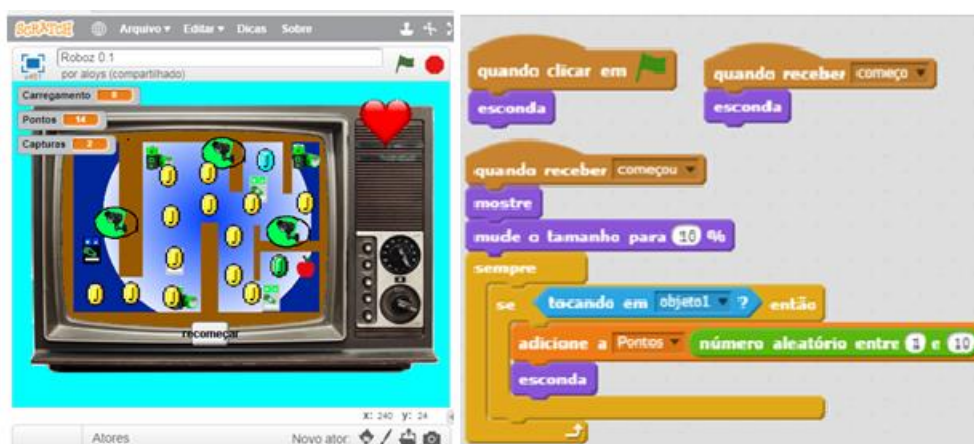 SCRATCH Arquivo Editar Dicas Sobre
Roboz 0.1
por aloys (compartilhado)
Carregamento 0
Pontos 14
Capturas 2
recomeçar
x: 240 y: 24
Atores Novo ator:
quando clicar em
esconda
quando receber começo
esconda
quando receber começou
mostre
mude o tamanho para 10 %
sempre
se tocando em objeto1 ? então
adicione a Pontos número aleatório entre 1 e 10
esconda